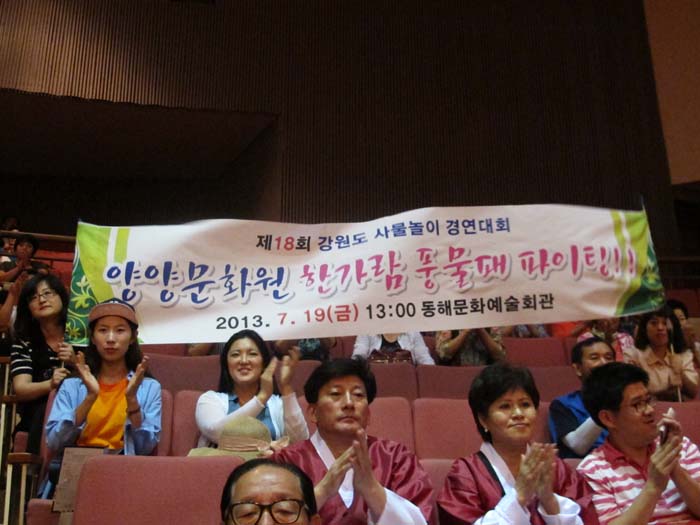 제18회 강원도 사물놀이 경연대회
양양문화원 한가람 풍물패 파이팅!!
2013. 7. 19(금) 13:00 동해문화예술회관